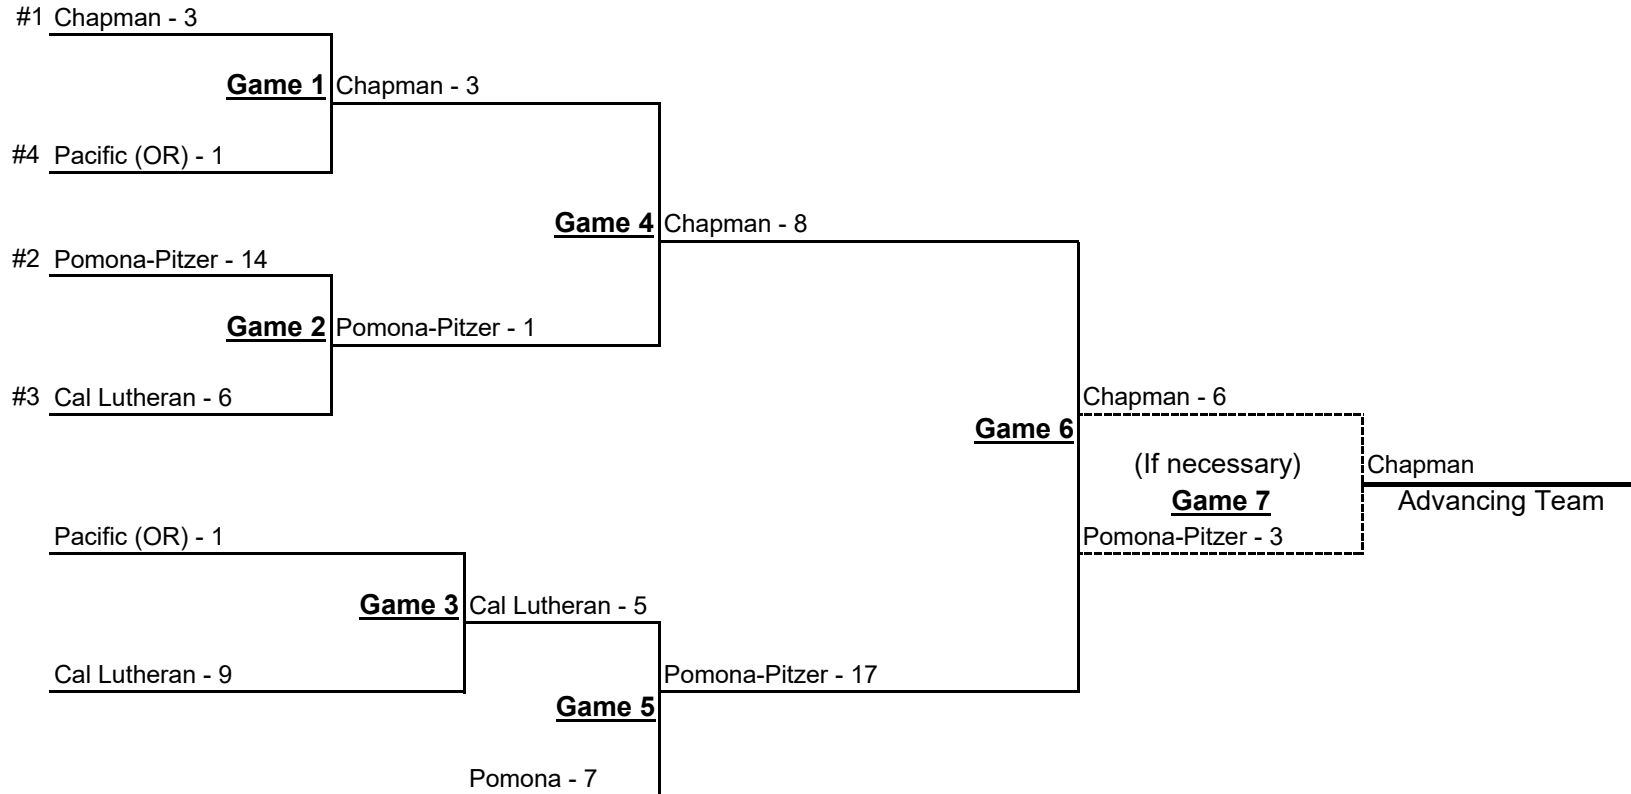 #1 Chapman - 3
Game 1 Chapman - 3
#4 Pacific (OR) - 1
Game 4 Chapman - 8
#2 Pomona-Pitzer - 14
Game 2 Pomona-Pitzer - 1
#3 Cal Lutheran - 6
Chapman - 6
Game 6
(If necessary) Chapman
Game 7 Advancing Team
Pacific (OR) - 1
Pomona-Pitzer - 3
Game 3 Cal Lutheran - 5
Cal Lutheran - 9
Pomona-Pitzer - 17
Game 5
Pomona - 7